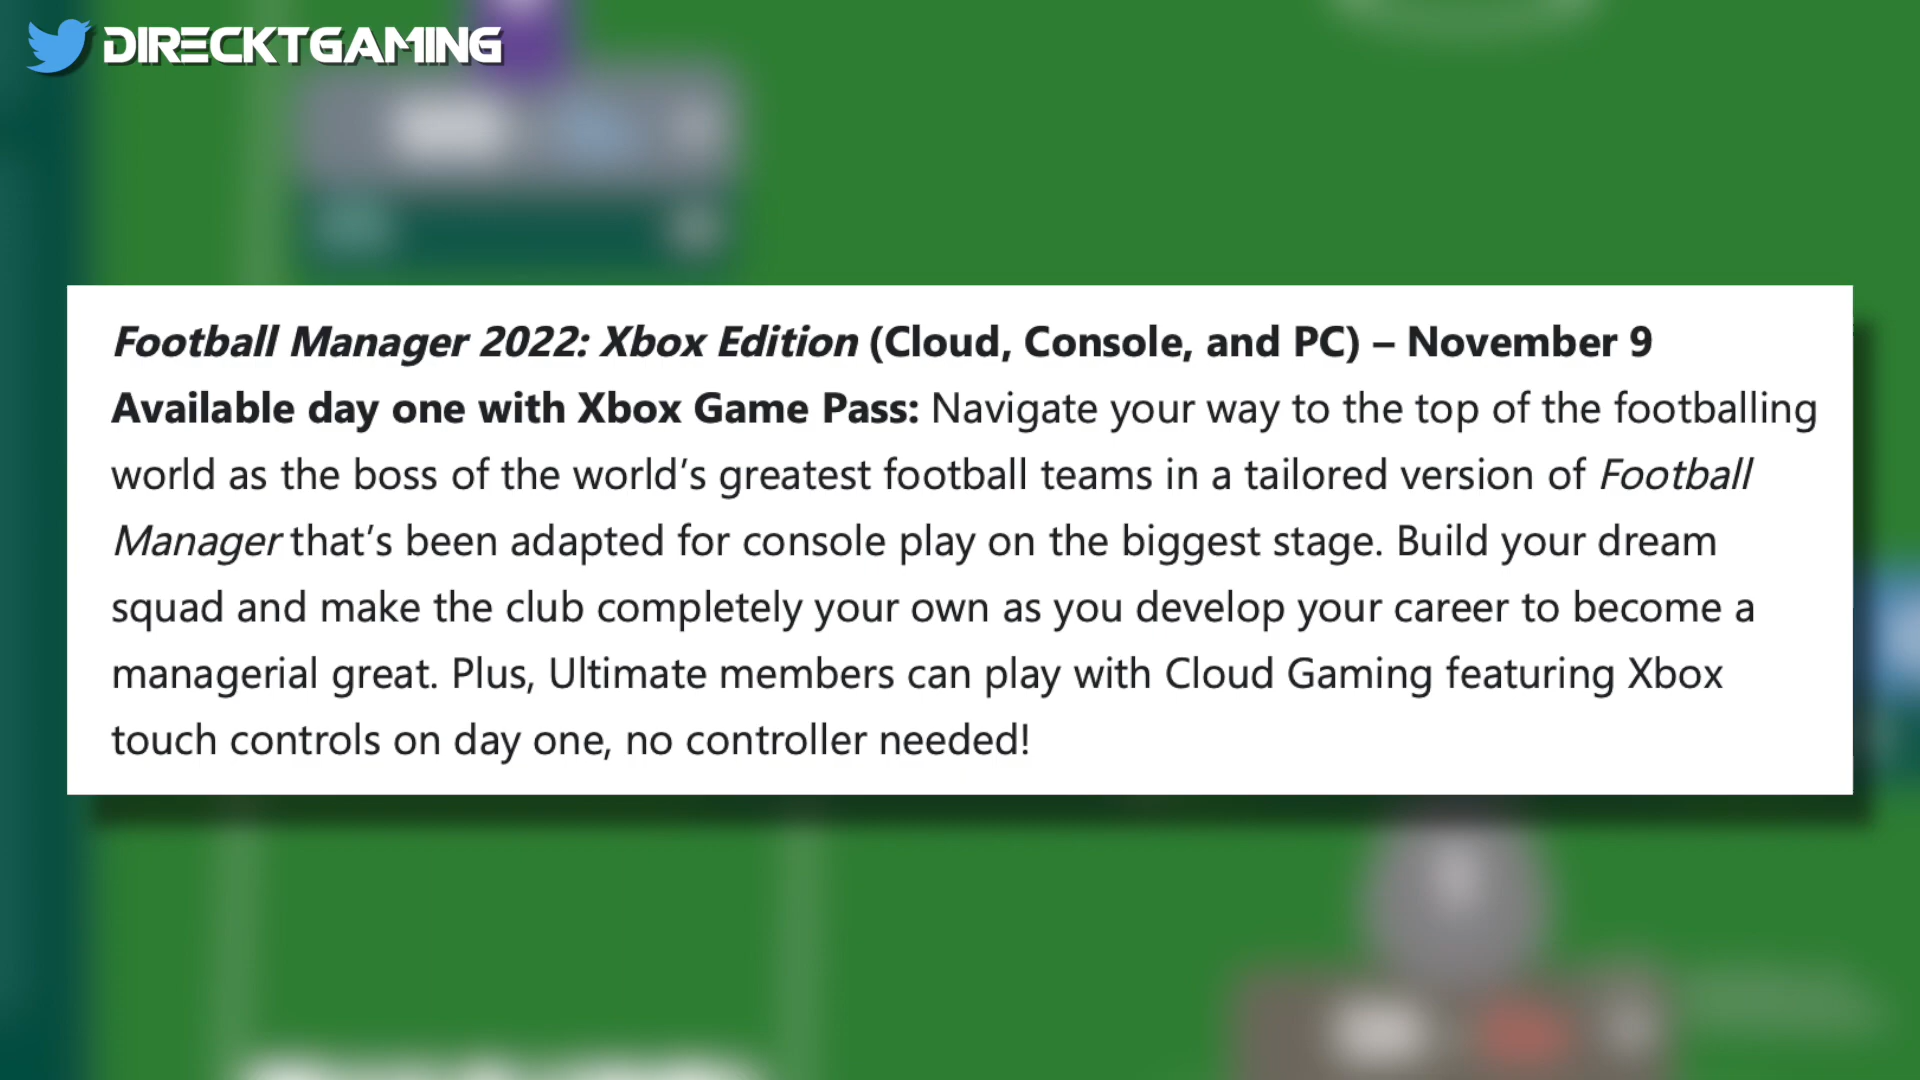 DIRECKTGAMING
Football Manager 2022: Xbox Edition (Cloud, Console, and PC) – November 9
Available day one with Xbox Game Pass: Navigate your way to the top of the footballing
world as the boss of the world’s greatest football teams in a tailored version of Football
Manager that’s been adapted for console play on the biggest stage. Build your dream
squad and make the club completely your own as you develop your career to become a
managerial great. Plus, Ultimate members can play with Cloud Gaming featuring Xbox
touch controls on day one, no controller needed!